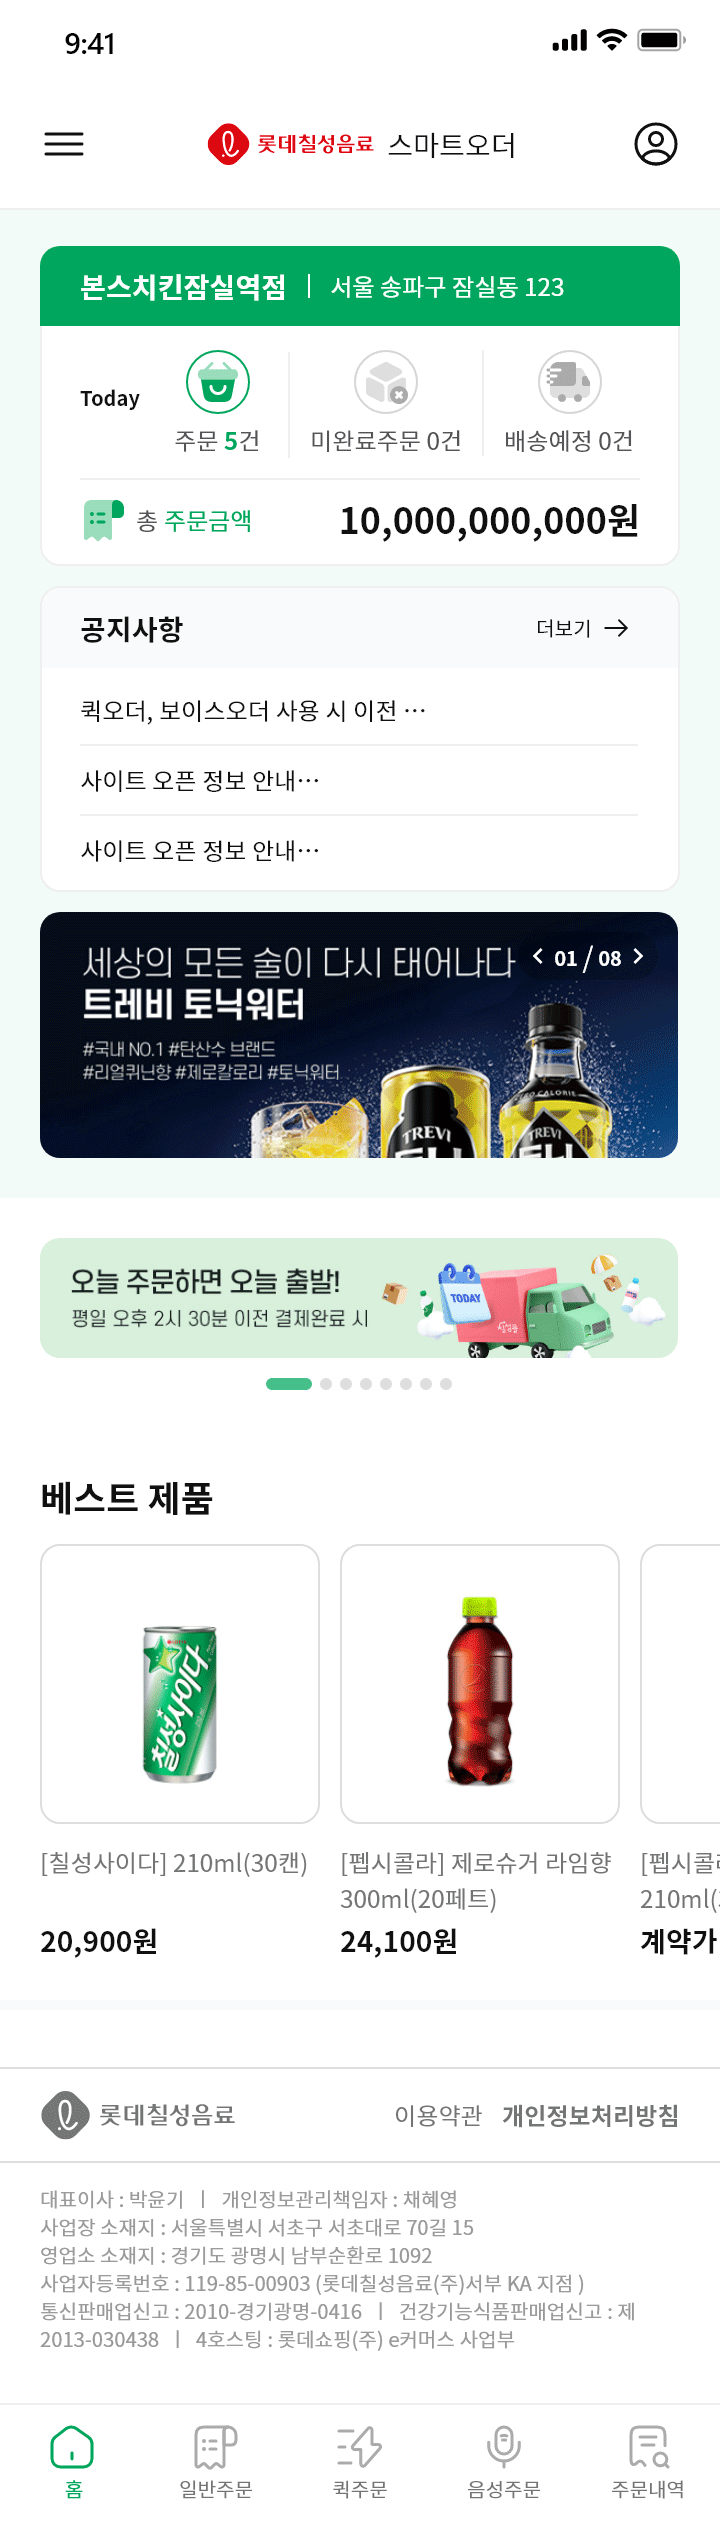 9:41
롯데칠성음료 스마트오더
본스치킨잠실역점 | 서울 송파구 잠실동 123
Today
주문 5건
미완료주문 0건
배송예정 0건
총 주문금액
10,000,000,000원
공지사항
더보기 →
퀵오더, 보이스오더 사용 시 이전 ···
사이트 오픈 정보 안내···
사이트 오픈 정보 안내···
세상의 모든 술이 다시 태어나다
< 01 / 08 >
트레비 토닉워터
#국내 NO.1 #탄산수 브랜드
#리얼퀴닌향 #제로칼로리 #토닉워터
ZERO CALORIE
TREVI
TREVI
오늘 주문하면 오늘 출발!
평일 오후 2시 30분 이전 결제완료 시
TODAY
칠성몰
베스트 제품
칠성사이다
[칠성사이다] 210ml(30캔)
20,900원
[펩시콜라] 제로슈거 라임향
300ml(20페트)
24,100원
[펩시콜
210ml(
계약가
롯데칠성음료
이용약관
개인정보처리방침
대표이사 : 박윤기 | 개인정보관리책임자 : 채혜영
사업장 소재지 : 서울특별시 서초구 서초대로 70길 15
영업소 소재지 : 경기도 광명시 남부순환로 1092
사업자등록번호 : 119-85-00903 (롯데칠성음료(주)서부 KA 지점 )
통신판매업신고 : 2010-경기광명-0416 | 건강기능식품판매업신고 : 제
2013-030438 | 4호스팅 : 롯데쇼핑(주) e커머스 사업부
홈
일반주문
퀵주문
음성주문
주문내역